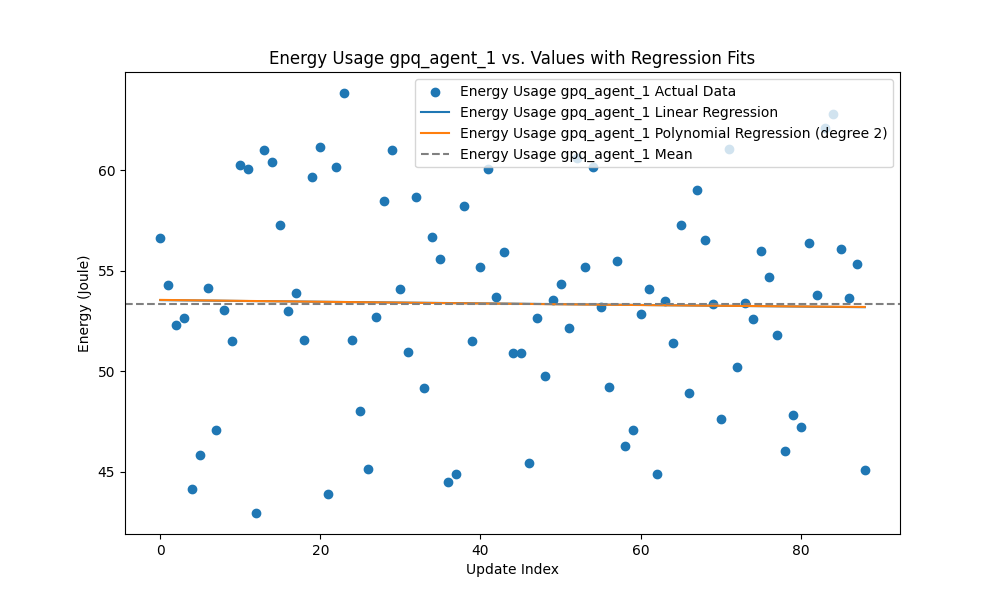 Energy Usage gpq_agent_1 vs. Values with Regression Fits
Energy Usage gpq_agent_1 Actual Data
Energy Usage gpq_agent_1 Linear Regression
Energy Usage gpq_agent_1 Polynomial Regression (degree 2)
Energy Usage gpq_agent_1 Mean
Energy (Joule)
60
55
50
45
0 20 40 60 80
Update Index